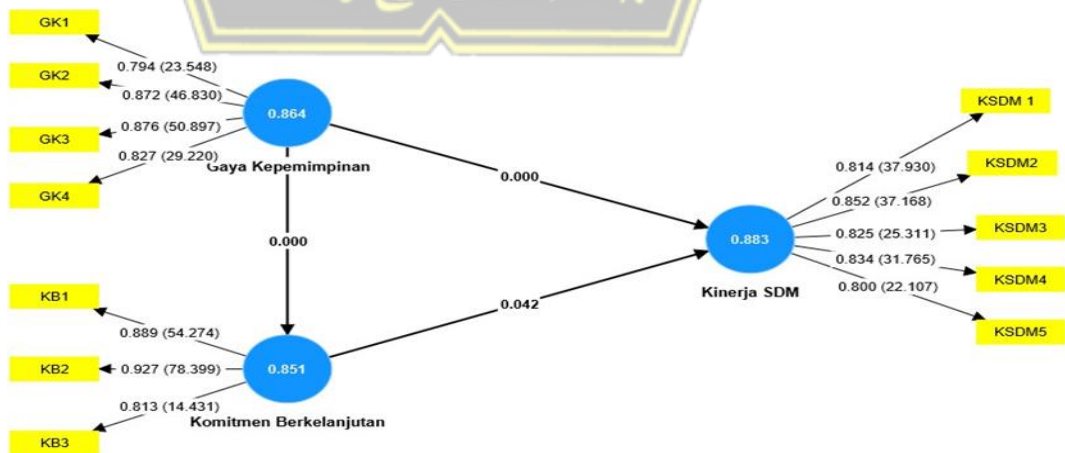 GK1
GK2
GK3
GK4
0.794 (23.548)
0.872 (46.830)
0.876 (50.897)
0.827 (29.220)
0.864
Gaya Kepemimpinan
0.000
0.000
KB1
KB2
KB3
0.889 (54.274)
0.927 (78.399)
0.813 (14.431)
0.851
Komitmen Berkelanjutan
0.042
0.883
Kinerja SDM
0.814 (37.930)
0.852 (37.168)
0.825 (25.311)
0.834 (31.765)
0.800 (22.107)
KSDM 1
KSDM2
KSDM3
KSDM4
KSDM5